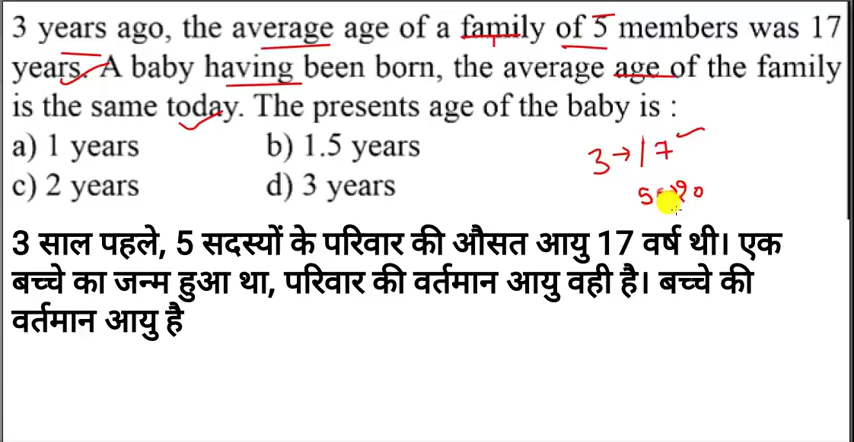 3 years ago, the average age of a family of 5 members was 17
years. A baby having been born, the average age of the family
is the same today. The presents age of the baby is :
a) 1 years b) 1.5 years
c) 2 years d) 3 years
3→17
5→20
3 साल पहले, 5 सदस्यों के परिवार की औसत आयु 17 वर्ष थी। एक
बच्चे का जन्म हुआ था, परिवार की वर्तमान आयु वही है। बच्चे की
वर्तमान आयु है